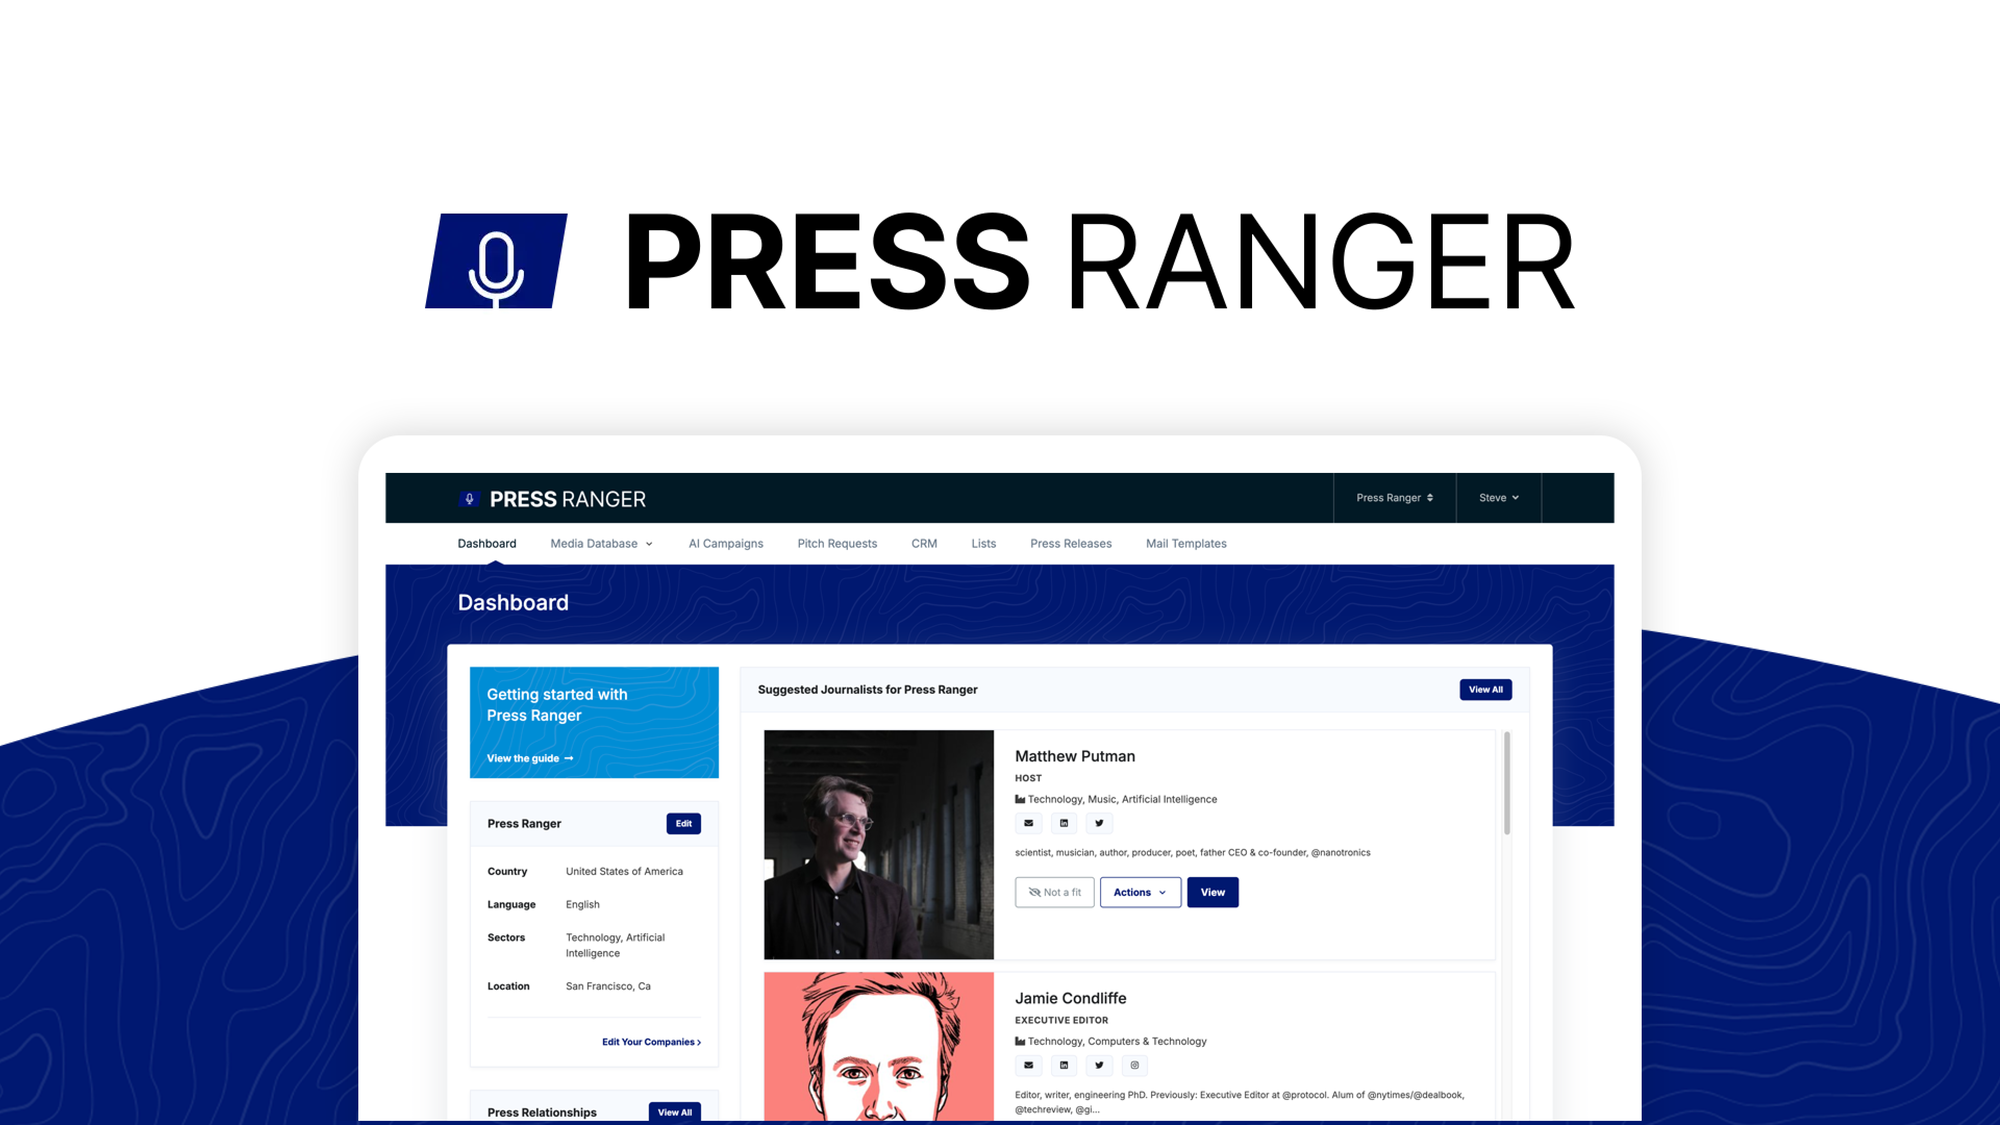 PRESS RANGER
PRESS RANGER
Press Ranger
Steve
Dashboard
Media Database
AI Campaigns
Pitch Requests
CRM
Lists
Press Releases
Mail Templates
Dashboard
Getting started with
Press Ranger
View the guide
Press Ranger
Edit
Country
United States of America
Language
English
Sectors
Technology, Artificial
Intelligence
Location
San Francisco, Ca
Edit Your Companies
Press Relationships
View All
Suggested Journalists for Press Ranger
View All
Matthew Putman
HOST
Technology, Music, Artificial Intelligence
scientist, musician, author, producer, poet, father CEO & co-founder, @nanotronics
Not a fit
Actions
View
Jamie Condliffe
EXECUTIVE EDITOR
Technology, Computers & Technology
Editor, writer, engineering PhD. Previously: Executive Editor at @protocol. Alum of @nytimes/@dealbook,
@techreview, @gi...